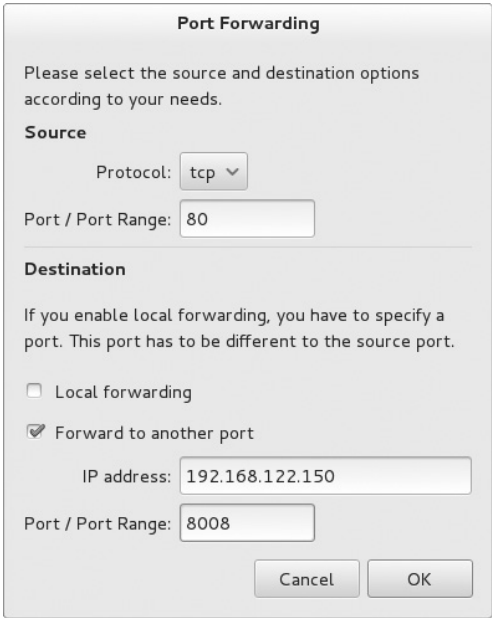 Port Forwarding
Please select the source and destination options
according to your needs.
Source
Protocol: tcp
Port / Port Range: 80
Destination
If you enable local forwarding, you have to specify a
port. This port has to be different to the source port.
Local forwarding
Forward to another port
IP address: 192.168.122.150
Port / Port Range: 8008
Cancel OK